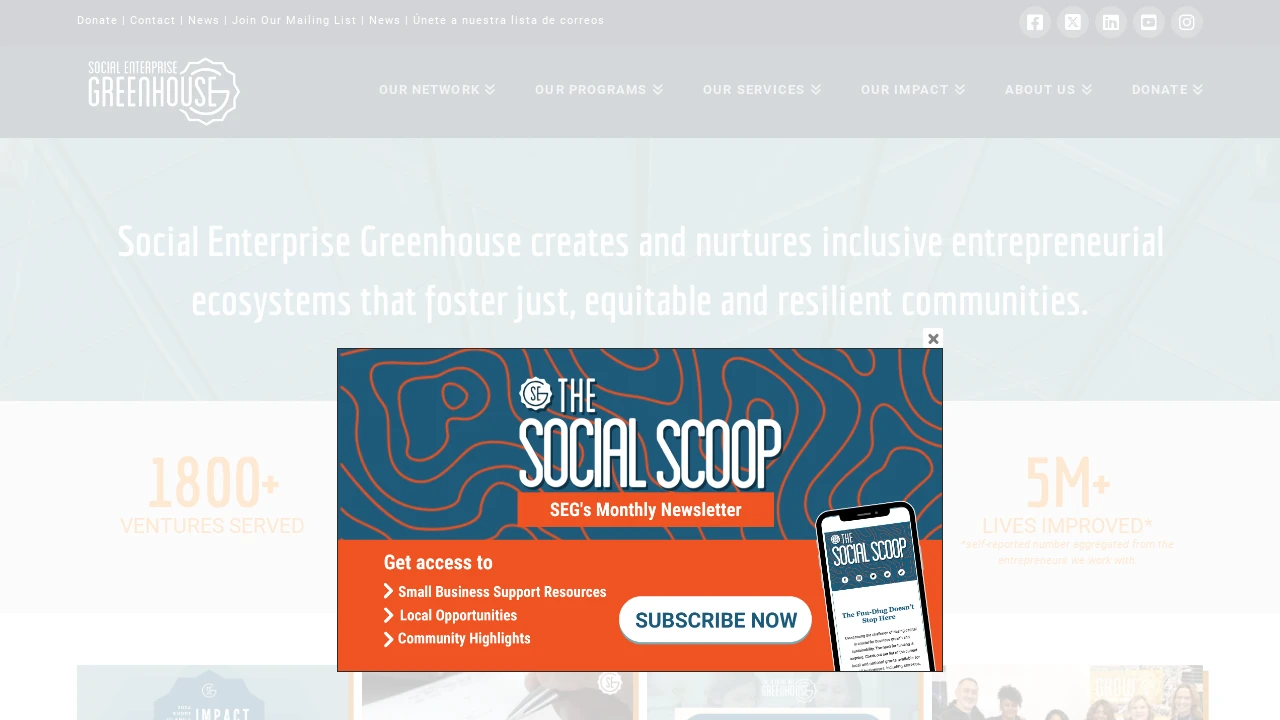 Donate | Contact | News | Join Our Mailing List | News | Únete a nuestra lista de correos
SOCIAL ENTERPRISE
GREENHOUSE
OUR NETWORK
OUR PROGRAMS
OUR SERVICES
OUR IMPACT
ABOUT US
DONATE
Social Enterprise Greenhouse creates and nurtures inclusive entrepreneurial
ecosystems that foster just, equitable and resilient communities.
THE
SOCIAL SCOOP
SEG's Monthly Newsletter
Get access to
Small Business Support Resources
Local Opportunities
Community Highlights
SUBSCRIBE NOW
THE
SOCIAL SCOOP
The Fun-Ding Doesn't
Stop Here
1800+
VENTURES SERVED
5M+
LIVES IMPROVED*
*self-reported number aggregated from the
entrepreneurs we work with
IMPACT
GREENHOUSE